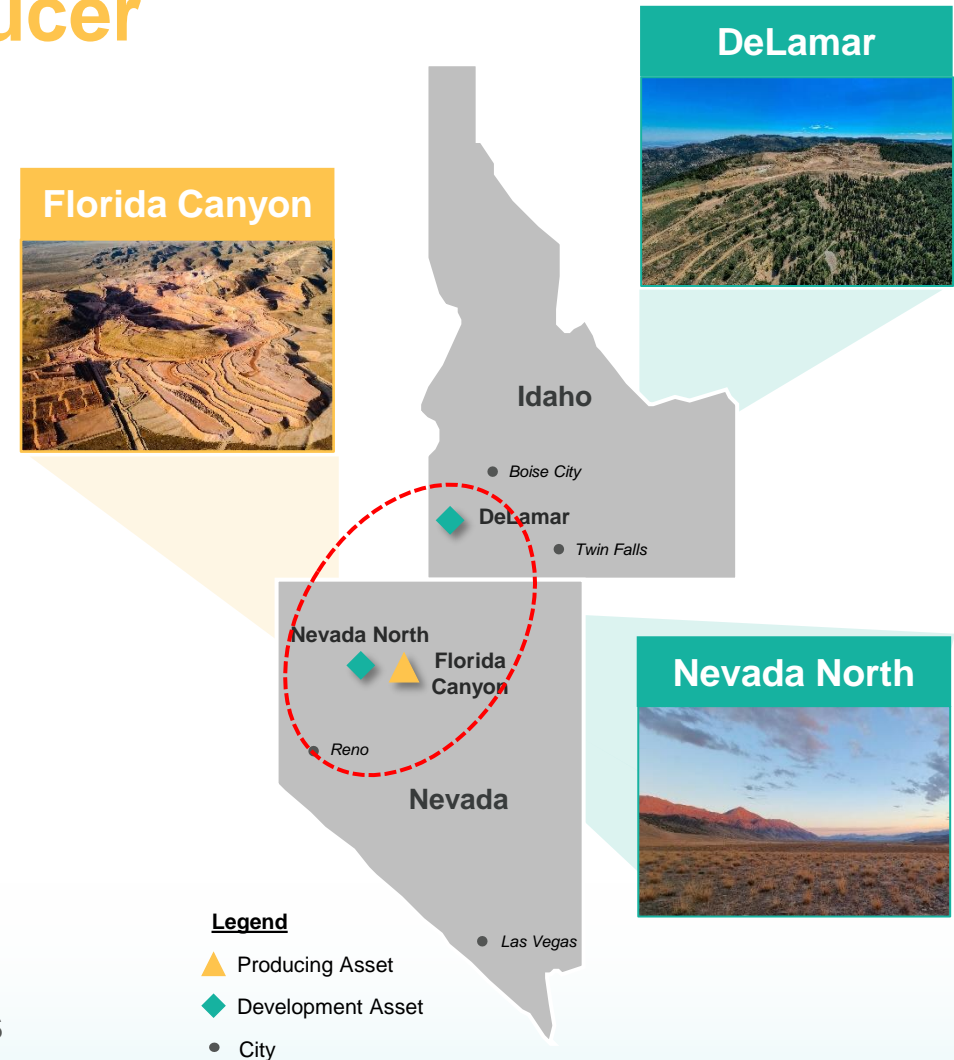 ucer
DeLamar
Florida Canyon
Idaho
Boise City
DeLamar
Twin Falls
Nevada North
Florida
Canyon
Reno
Nevada
Nevada North
Las Vegas
Legend
Producing Asset
Development Asset
City
s